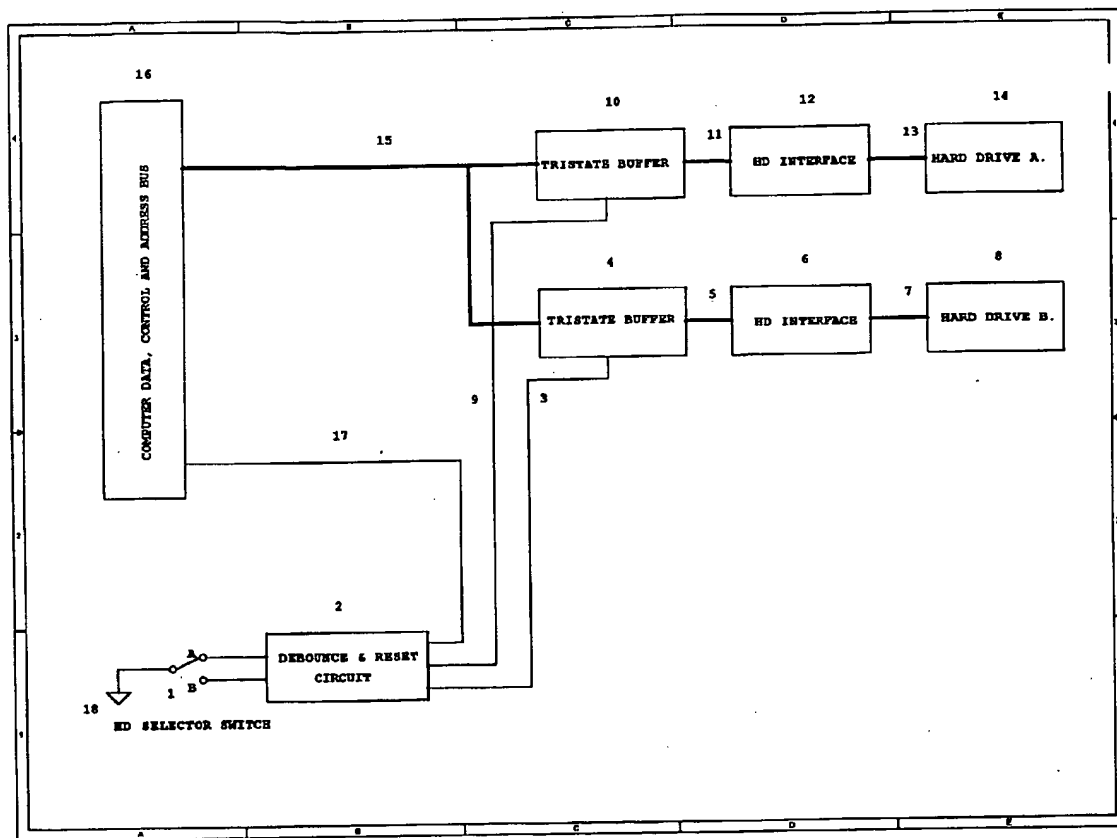 A B C D E
16
10 12 14
15 11 13
TRISTATE BUFFER HD INTERFACE HARD DRIVE A.
COMPUTER DATA, CONTROL AND ADDRESS BUS
4 6 8
5 7
TRISTATE BUFFER HD INTERFACE HARD DRIVE B.
9 3
17
2
A
DEBOUNCE & RESET
CIRCUIT
1 B
18
HD SELECTOR SWITCH
A B C D E